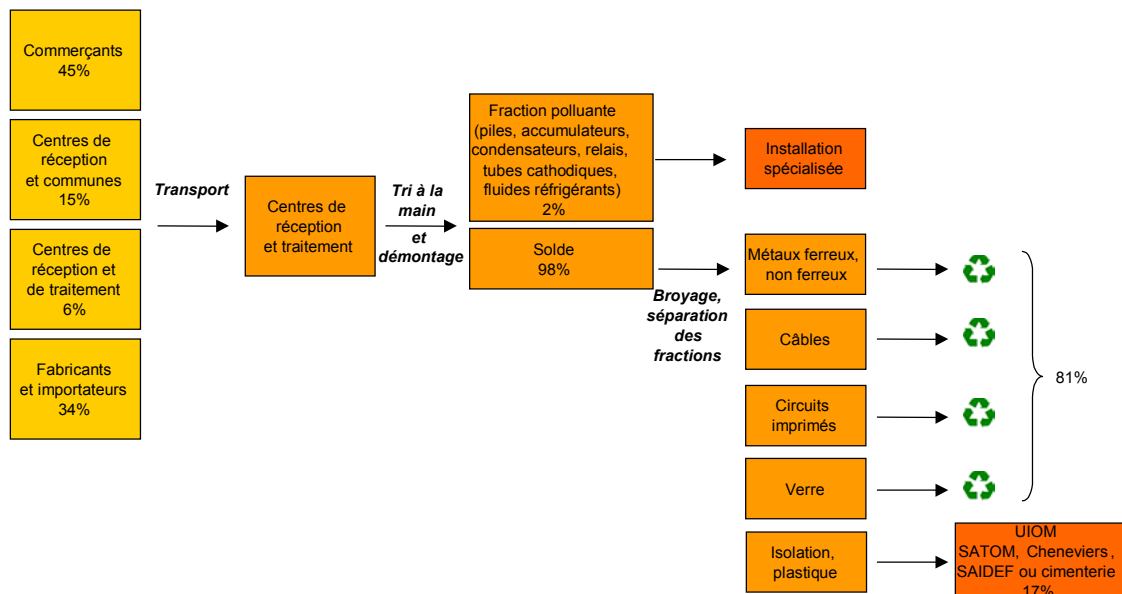 Commerçants
45%
Centres de
réception
et communes
15%
Centres de
réception et
de traitement
6%
Fabricants
et importateurs
34%
Transport
Centres de
réception
et traitement
Tri à la
main
et
démontage
Fraction polluante
(piles, accumulateurs,
condensateurs, relais,
tubes cathodiques,
fluides réfrigérants)
2%
Solde
98%
Installation
spécialisée
Broyage,
séparation
des
fractions
Métaux ferreux,
non ferreux
Câbles
Circuits
imprimés
Verre
Isolation,
plastique
81%
UIOM
SATOM, Cheneviers,
SAIDEF ou cimenterie
17%